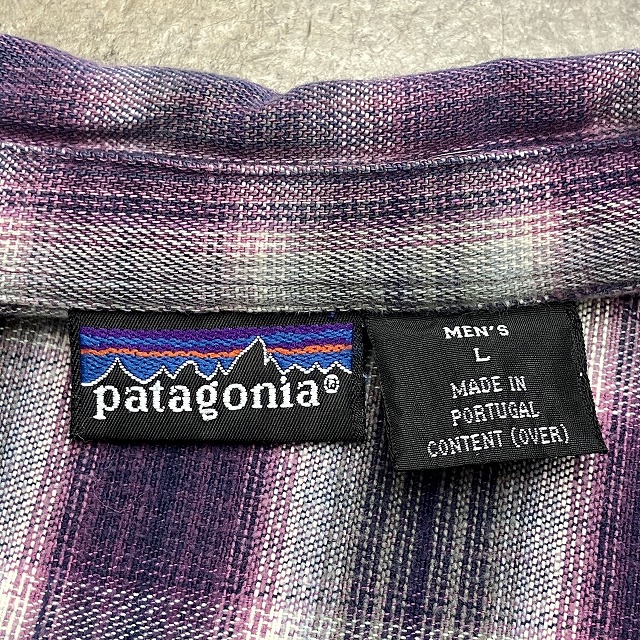 patagonia®
MEN'S
L
MADE IN
PORTUGAL
CONTENT (OVER)